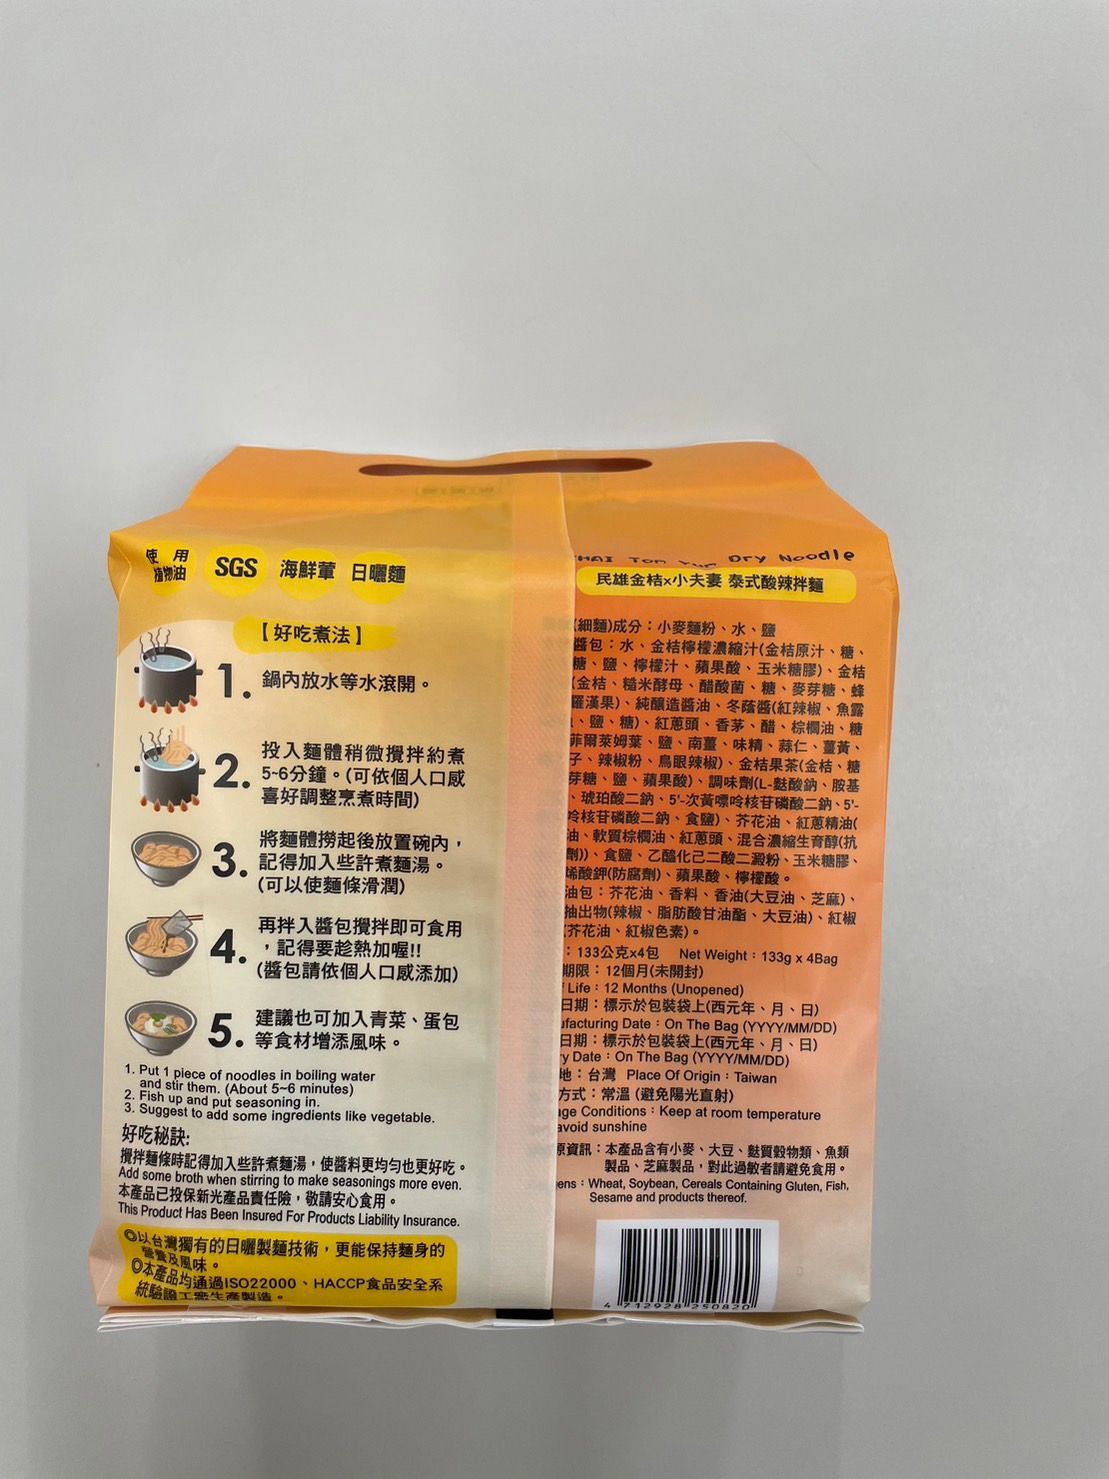 使用
植物油
SGS
海鮮葷
日曬麵
【好吃煮法】
1. 鍋內放水等水滾開。
2. 投入麵體稍微攪拌約煮
5~6分鐘。(可依個人口感
喜好調整烹煮時間)
3. 將麵體撈起後放置碗內，
記得加入些許煮麵湯。
(可以使麵條滑潤)
4. 再拌入醬包攪拌即可食用
，記得要趁熱加喔!!
(醬包請依個人口感添加)
5. 建議也可加入青菜、蛋包
等食材增添風味。
1. Put 1 piece of noodles in boiling water
and stir them. (About 5~6 minutes)
2. Fish up and put seasoning in.
3. Suggest to add some ingredients like vegetable.
好吃秘訣:
攪拌麵條時記得加入些許煮麵湯，使醬料更均勻也更好吃。
Add some broth when stirring to make seasonings more even.
本產品已投保新光產品責任險，敬請安心食用。
This Product Has Been Insured For Products Liability Insurance.
◎以台灣獨有的日曬製麵技術，更能保持麵身的
營養及風味。
◎本產品均通過ISO22000、HACCP食品安全系
統驗證工廠生產製造。
HAI Tom Yum Dry Noodle
民雄金桔x小夫妻 泰式酸辣拌麵
(細麵)成分：小麥麵粉、水、鹽
醬包：水、金桔檸檬濃縮汁(金桔原汁、糖、
糖、鹽、檸檬汁、蘋果酸、玉米糖膠)、金桔
(金桔、糙米酵母、醋酸菌、糖、麥芽糖、蜂
羅漢果)、純釀造醬油、冬蔭醬(紅辣椒、魚露
、鹽、糖)、紅蔥頭、香茅、醋、棕櫚油、糖
菲爾萊姆葉、鹽、南薑、味精、蒜仁、薑黃、
子、辣椒粉、鳥眼辣椒)、金桔果茶(金桔、糖
芽糖、鹽、蘋果酸)、調味劑(L-麩酸鈉、胺基
、琥珀酸二鈉、5'-次黃嘌呤核苷磷酸二鈉、5'-
呤核苷磷酸二鈉、食鹽)、芥花油、紅蔥精油(
油、軟質棕櫚油、紅蔥頭、混合濃縮生育醇(抗
劑))、食鹽、乙醯化己二酸二澱粉、玉米糖膠、
烯酸鉀(防腐劑)、蘋果酸、檸檬酸。
油包：芥花油、香料、香油(大豆油、芝麻)、
抽出物(辣椒、脂肪酸甘油酯、大豆油)、紅椒
(芥花油、紅椒色素)。
：133公克x4包 Net Weight：133g x 4Bag
期限：12個月(未開封)
Life：12 Months (Unopened)
日期：標示於包裝袋上(西元年、月、日)
ufacturing Date：On The Bag (YYYY/MM/DD)
日期：標示於包裝袋上(西元年、月、日)
ry Date：On The Bag (YYYY/MM/DD)
地：台灣 Place Of Origin：Taiwan
方式：常溫 (避免陽光直射)
age Conditions：Keep at room temperature
avoid sunshine
原資訊：本產品含有小麥、大豆、麩質穀物類、魚類
製品、芝麻製品，對此過敏者請避免食用。
gens：Wheat, Soybean, Cereals Containing Gluten, Fish,
Sesame and products thereof.
4 712928 250820